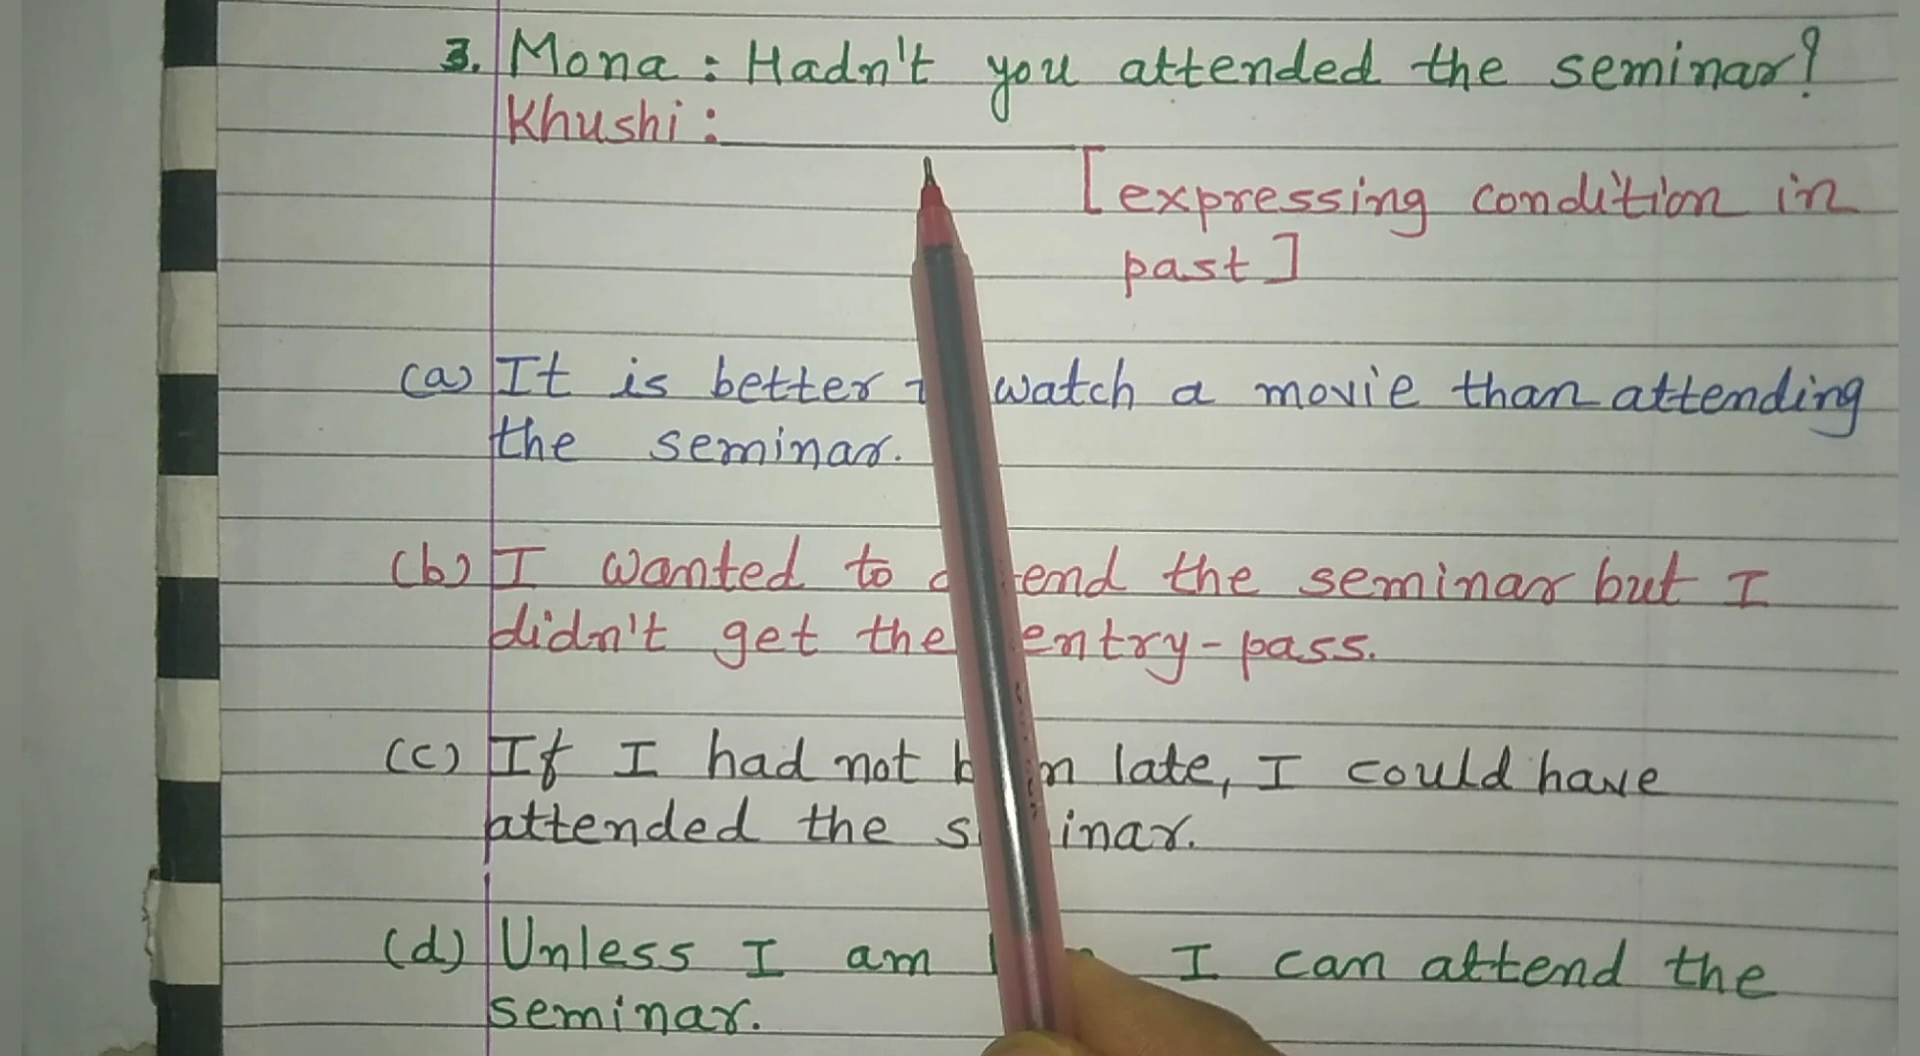 3. Mona : Hadn't you attended the seminar?
Khushi : 
[expressing condition in
past]
(a) It is better watch a movie than attending
the seminar.
(b) I wanted to the seminar but I
didn't get the entry-pass.
(c) If I had not late, I could have
attended the
(d) Unless I am I can attend the
seminar.